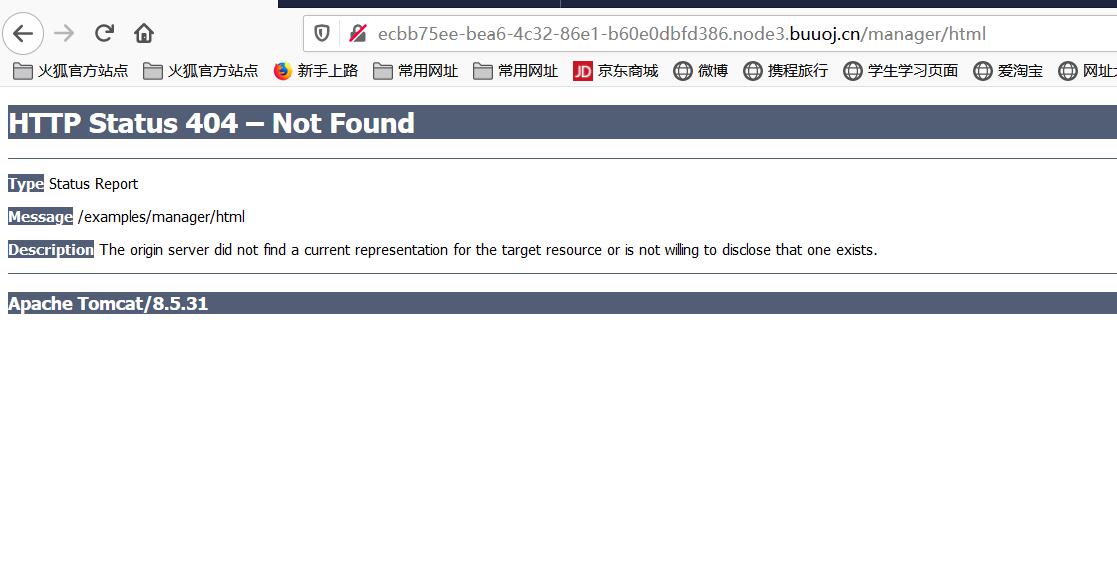 ecbb75ee-bea6-4c32-86e1-b60e0dbfd386.node3.buuoj.cn/manager/html
火狐官方站点 火狐官方站点 新手上路 常用网址 常用网址 JD 京东商城 微博 携程旅行 学生学习页面 爱淘宝 网址
HTTP Status 404 – Not Found
Type Status Report
Message /examples/manager/html
Description The origin server did not find a current representation for the target resource or is not willing to disclose that one exists.
Apache Tomcat/8.5.31